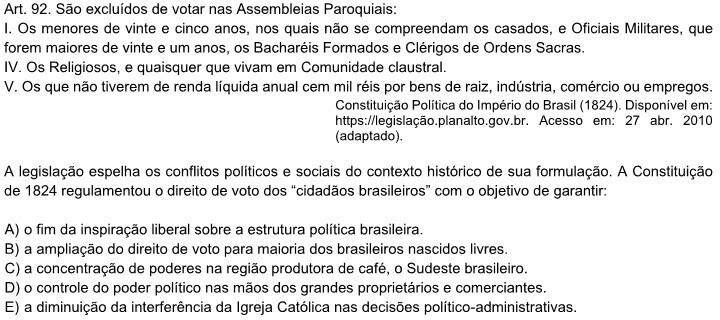 Art. 92. São excluídos de votar nas Assembleias Paroquiais:
I. Os menores de vinte e cinco anos, nos quais não se compreendam os casados, e Oficiais Militares, que
forem maiores de vinte e um anos, os Bacharéis Formados e Clérigos de Ordens Sacras.
IV. Os Religiosos, e quaisquer que vivam em Comunidade claustral.
V. Os que não tiverem de renda líquida anual cem mil réis por bens de raiz, indústria, comércio ou empregos.
Constituição Política do Império do Brasil (1824). Disponível em:
https://legislação.planalto.gov.br. Acesso em: 27 abr. 2010
(adaptado).
A legislação espelha os conflitos políticos e sociais do contexto histórico de sua formulação. A Constituição
de 1824 regulamentou o direito de voto dos “cidadãos brasileiros” com o objetivo de garantir:
A) o fim da inspiração liberal sobre a estrutura política brasileira.
B) a ampliação do direito de voto para maioria dos brasileiros nascidos livres.
C) a concentração de poderes na região produtora de café, o Sudeste brasileiro.
D) o controle do poder político nas mãos dos grandes proprietários e comerciantes.
E) a diminuição da interferência da Igreja Católica nas decisões político-administrativas.